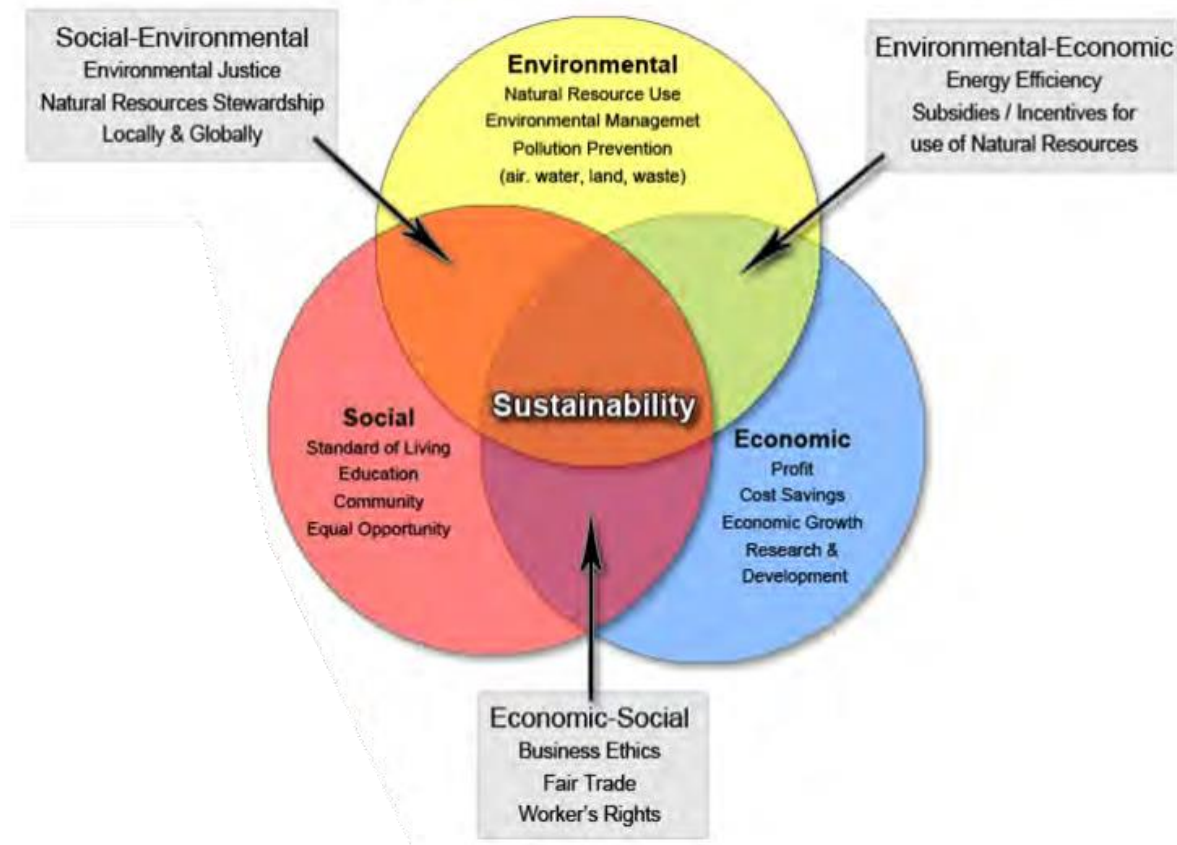 Social-Environmental
Environmental Justice
Natural Resources Stewardship
Locally & Globally
Environmental
Natural Resource Use
Environmental Managemet
Pollution Prevention
(air. water, land, waste)
Environmental-Economic
Energy Efficiency
Subsidies / Incentives for
use of Natural Resources
Sustainability
Social
Standard of Living
Education
Community
Equal Opportunity
Economic
Profit
Cost Savings
Economic Growth
Research &
Development
Economic-Social
Business Ethics
Fair Trade
Worker's Rights